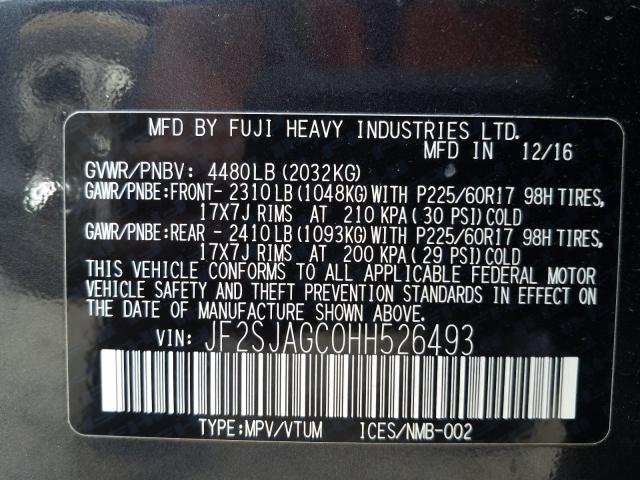 MFD BY FUJI HEAVY INDUSTRIES LTD.
MFD IN 12/16
GVWR/PNBV: 4480LB (2032KG)
GAWR/PNBE:FRONT- 2310 LB (1048KG) WITH P225/60R17 98H TIRES,
17X7J RIMS AT 210 KPA ( 30 PSI) COLD
GAWR/PNBE:REAR - 2410 LB (1093KG) WITH P225/60R17 98H TIRES,
17X7J RIMS AT 200 KPA ( 29 PSI) COLD
THIS VEHICLE CONFORMS TO ALL APPLICABLE FEDERAL MOTOR
VEHICLE SAFETY AND THEFT PREVENTION STANDARDS IN EFFECT ON
THE DATE OF MANUFACTURE SHOWN ABOVE.
VIN: JF2SJAGC0HH526493
TYPE:MPV/VTUM ICES/NMB-002